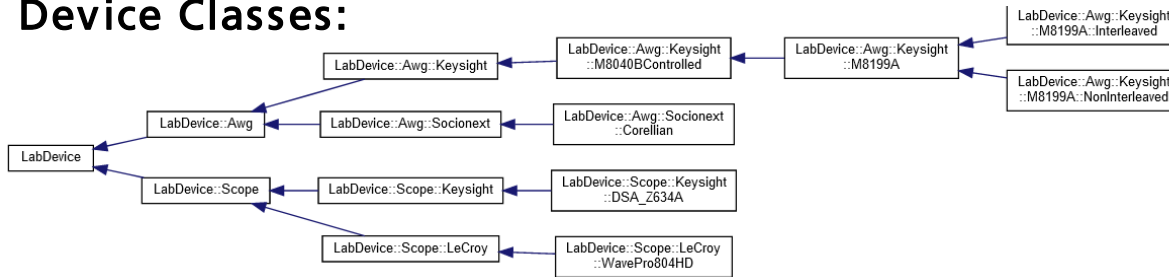 Device Classes:
LabDevice::Awg::Keysight
::M8199A::Interleaved
LabDevice::Awg::Keysight
::M8040BControlled
LabDevice::Awg::Keysight
::M8199A
LabDevice::Awg::Keysight
LabDevice::Awg::Keysight
::M8199A::NonInterleaved
LabDevice::Awg
LabDevice::Awg::Socionext
LabDevice::Awg::Socionext
::Corellian
LabDevice
LabDevice::Scope
LabDevice::Scope::Keysight
LabDevice::Scope::Keysight
::DSA_Z634A
LabDevice::Scope::LeCroy
LabDevice::Scope::LeCroy
::WavePro804HD